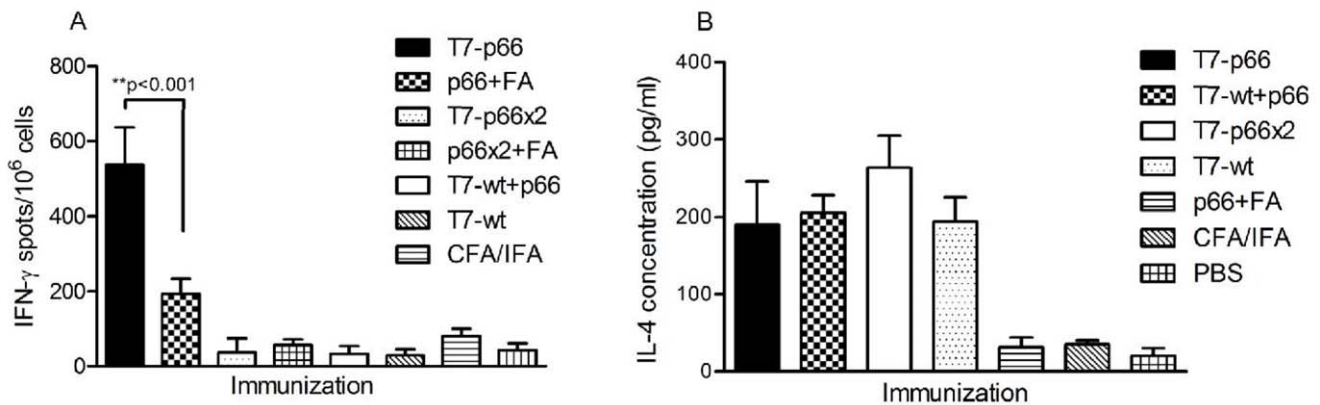 A
IFN-γ spots/10⁶ cells
800
600
400
200
0
**p<0.001
T7-p66
p66+FA
T7-p66x2
p66x2+FA
T7-wt+p66
T7-wt
CFA/IFA
Immunization
B
IL-4 concentration (pg/ml)
400
300
200
100
0
T7-p66
T7-wt+p66
T7-p66x2
T7-wt
p66+FA
CFA/IFA
PBS
Immunization